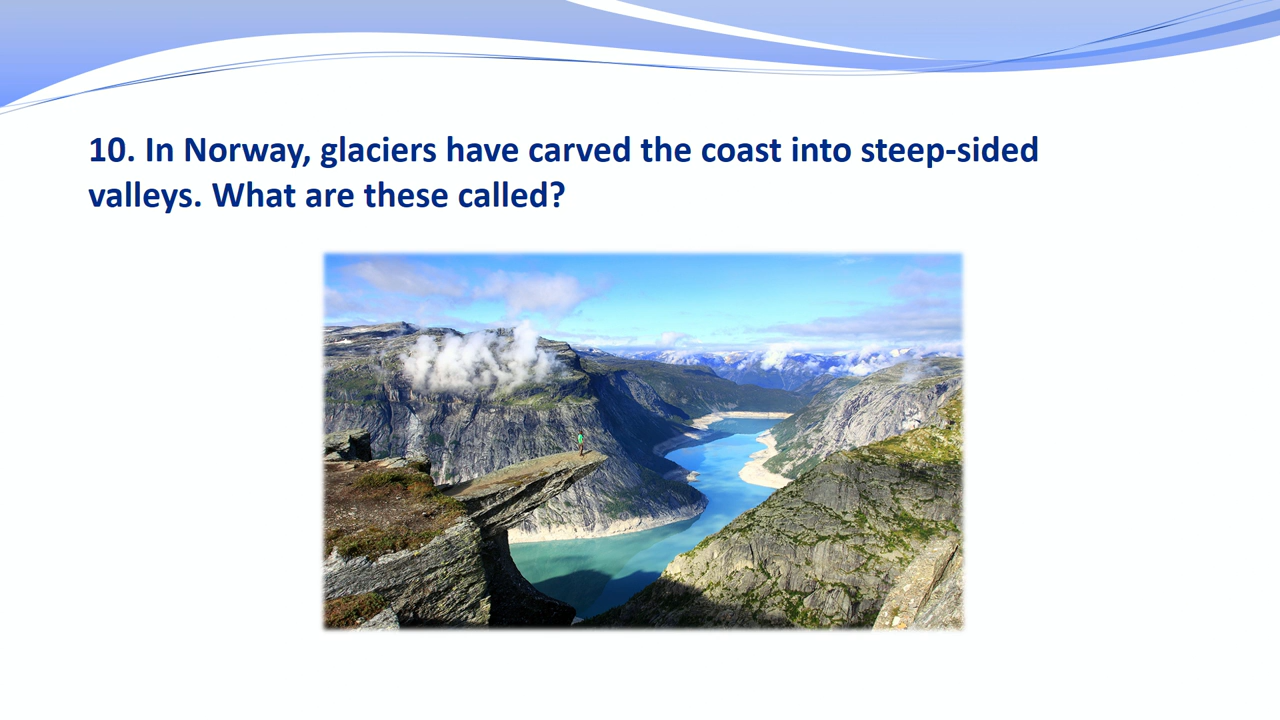 10. In Norway, glaciers have carved the coast into steep-sided
valleys. What are these called?